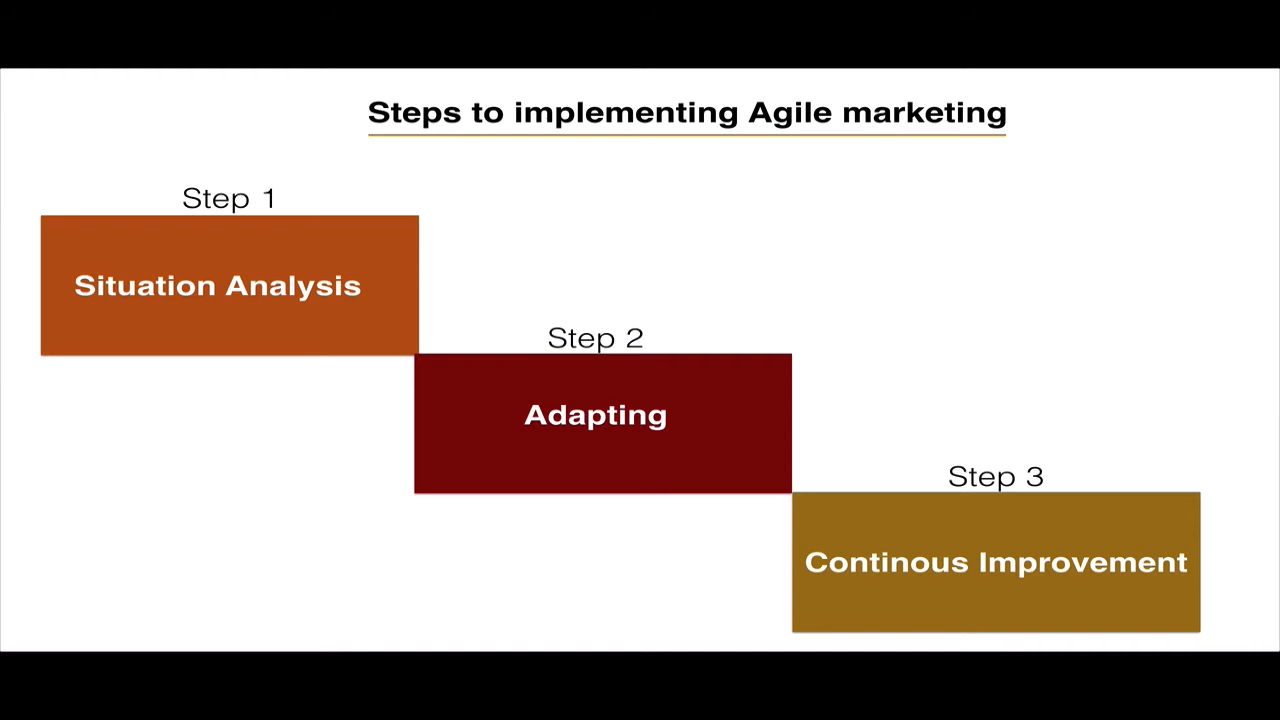 Steps to implementing Agile marketing
Step 1
Situation Analysis
Step 2
Adapting
Step 3
Continous Improvement